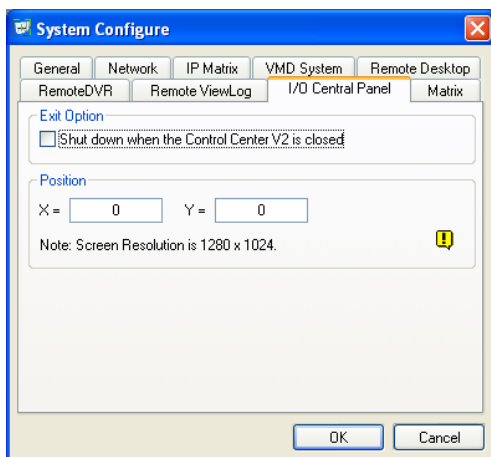 System Configure
General Network IP Matrix VMD System Remote Desktop
RemoteDVR Remote ViewLog I/O Central Panel Matrix
Exit Option
Shut down when the Control Center V2 is closed
Position
X = 0 Y = 0
Note: Screen Resolution is 1280 x 1024.
OK Cancel